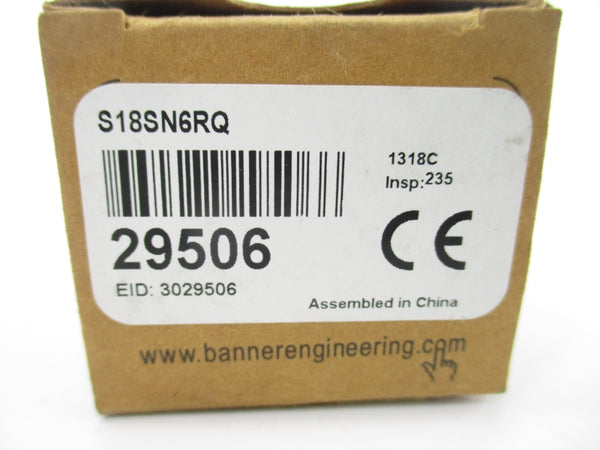 S18SN6RQ
1318C
Insp:235
29506
CE
EID: 3029506
Assembled in China
www.bannerengineering.com